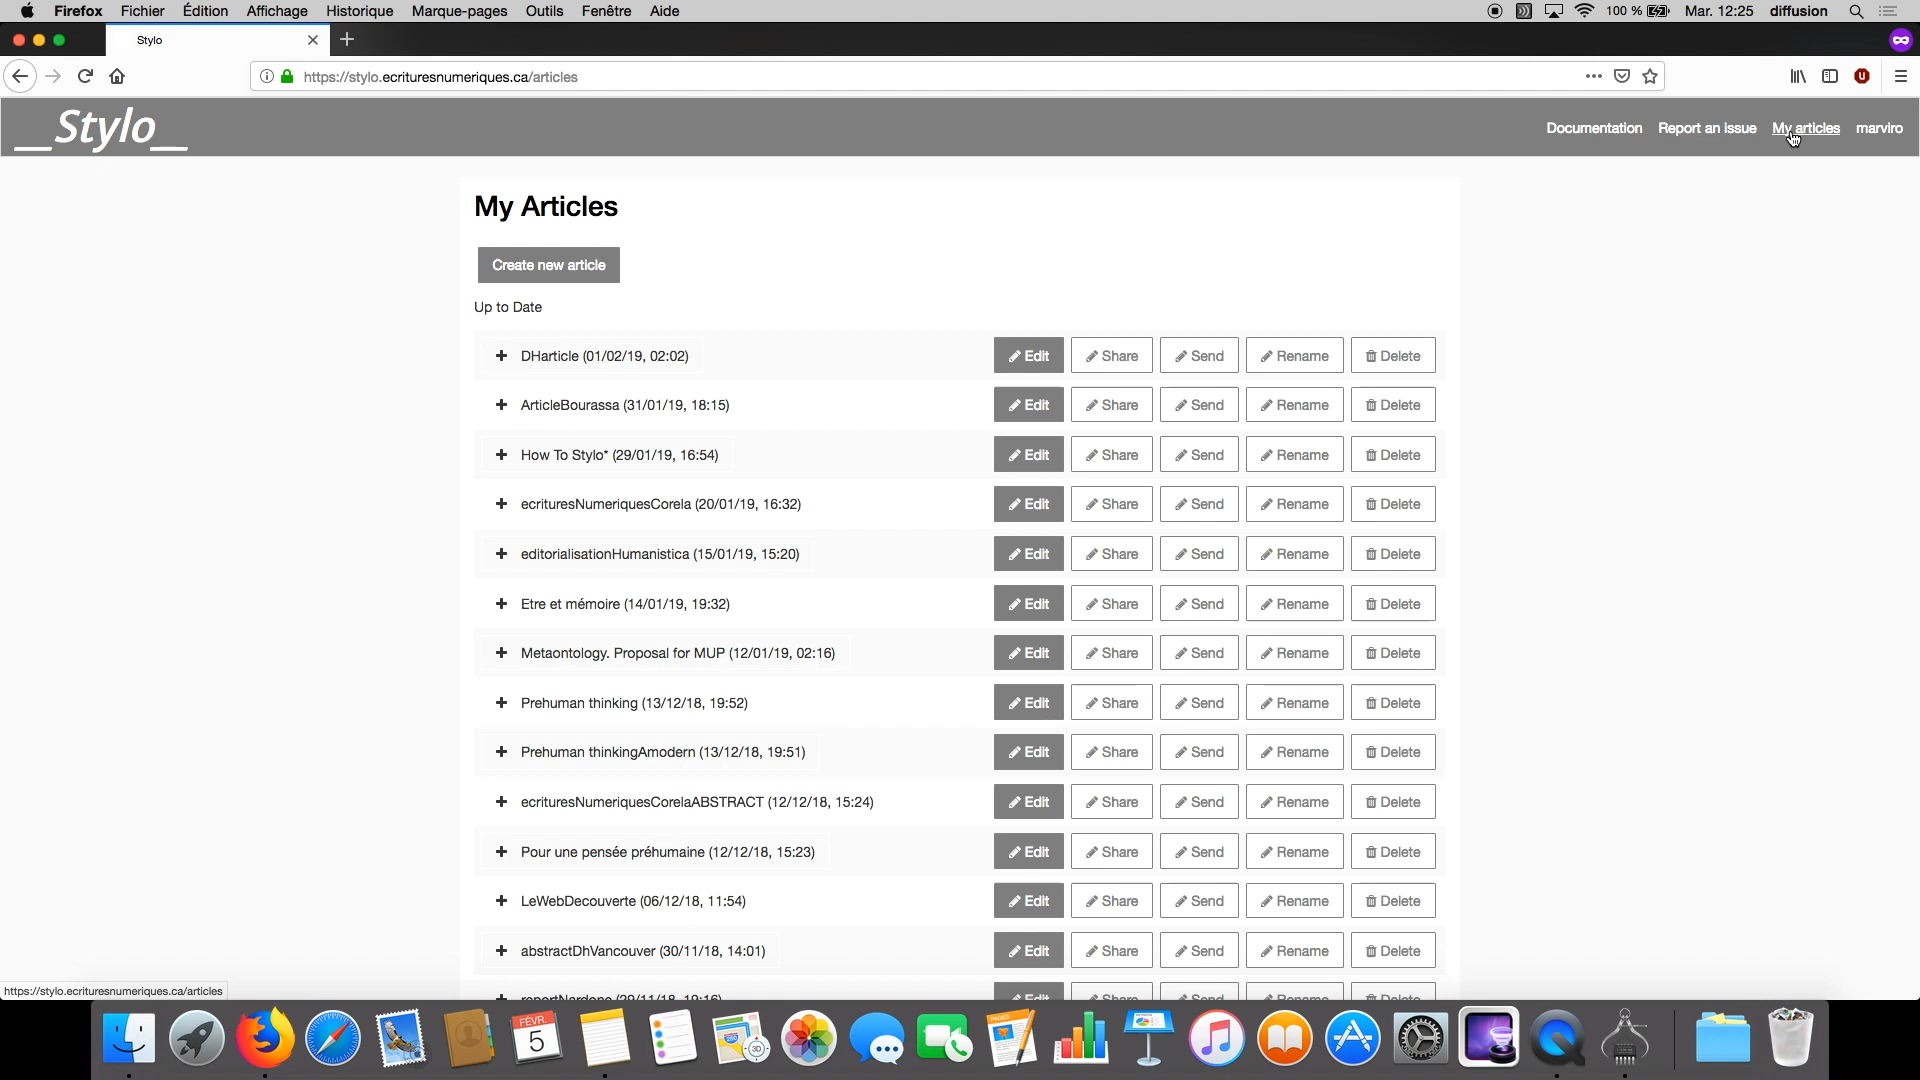 Firefox Fichier Édition Affichage Historique Marque-pages Outils Fenêtre Aide 100 % Mar. 12:25 diffusion
Stylo
https://stylo.ecrituresnumeriques.ca/articles
__Stylo__ Documentation Report an issue My articles marviro
My Articles
Create new article
Up to Date
DHarticle (01/02/19, 02:02) Edit Share Send Rename Delete
ArticleBourassa (31/01/19, 18:15) Edit Share Send Rename Delete
How To Stylo* (29/01/19, 16:54) Edit Share Send Rename Delete
ecrituresNumeriquesCorela (20/01/19, 16:32) Edit Share Send Rename Delete
editorialisationHumanistica (15/01/19, 15:20) Edit Share Send Rename Delete
Etre et mémoire (14/01/19, 19:32) Edit Share Send Rename Delete
Metaontology. Proposal for MUP (12/01/19, 02:16) Edit Share Send Rename Delete
Prehuman thinking (13/12/18, 19:52) Edit Share Send Rename Delete
Prehuman thinkingAmodern (13/12/18, 19:51) Edit Share Send Rename Delete
ecrituresNumeriquesCorelaABSTRACT (12/12/18, 15:24) Edit Share Send Rename Delete
Pour une pensée préhumaine (12/12/18, 15:23) Edit Share Send Rename Delete
LeWebDecouverte (06/12/18, 11:54) Edit Share Send Rename Delete
abstractDhVancouver (30/11/18, 14:01) Edit Share Send Rename Delete
Edit Share Send Rename Delete
https://stylo.ecrituresnumeriques.ca/articles
FÉVR.
5
PAGES
280
3D